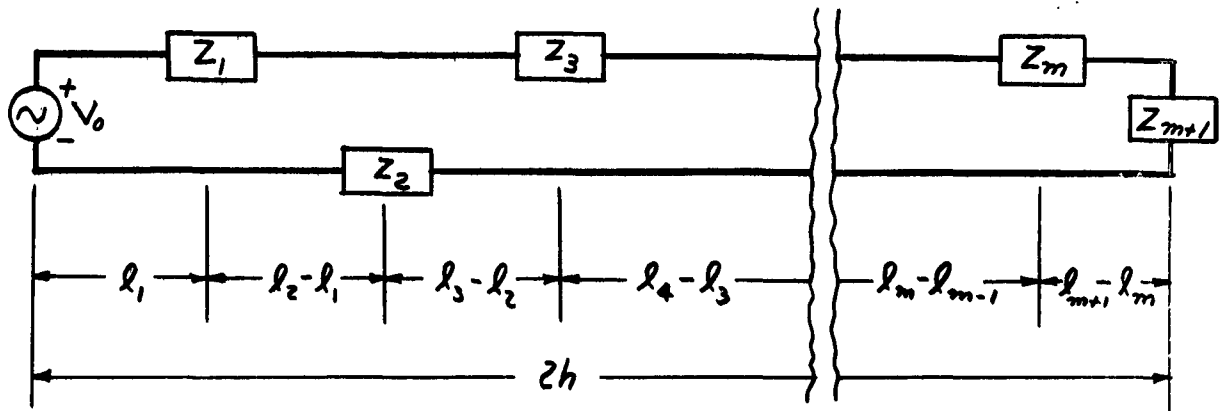 Z₁ Z₃ Zₘ
+ V₀ −
Zₘ₊₁
Z₂
ℓ₁ ℓ₂-ℓ₁ ℓ₃-ℓ₂ ℓ₄-ℓ₃ ℓₘ-ℓₘ₋₁ ℓₘ₊₁-ℓₘ
2h